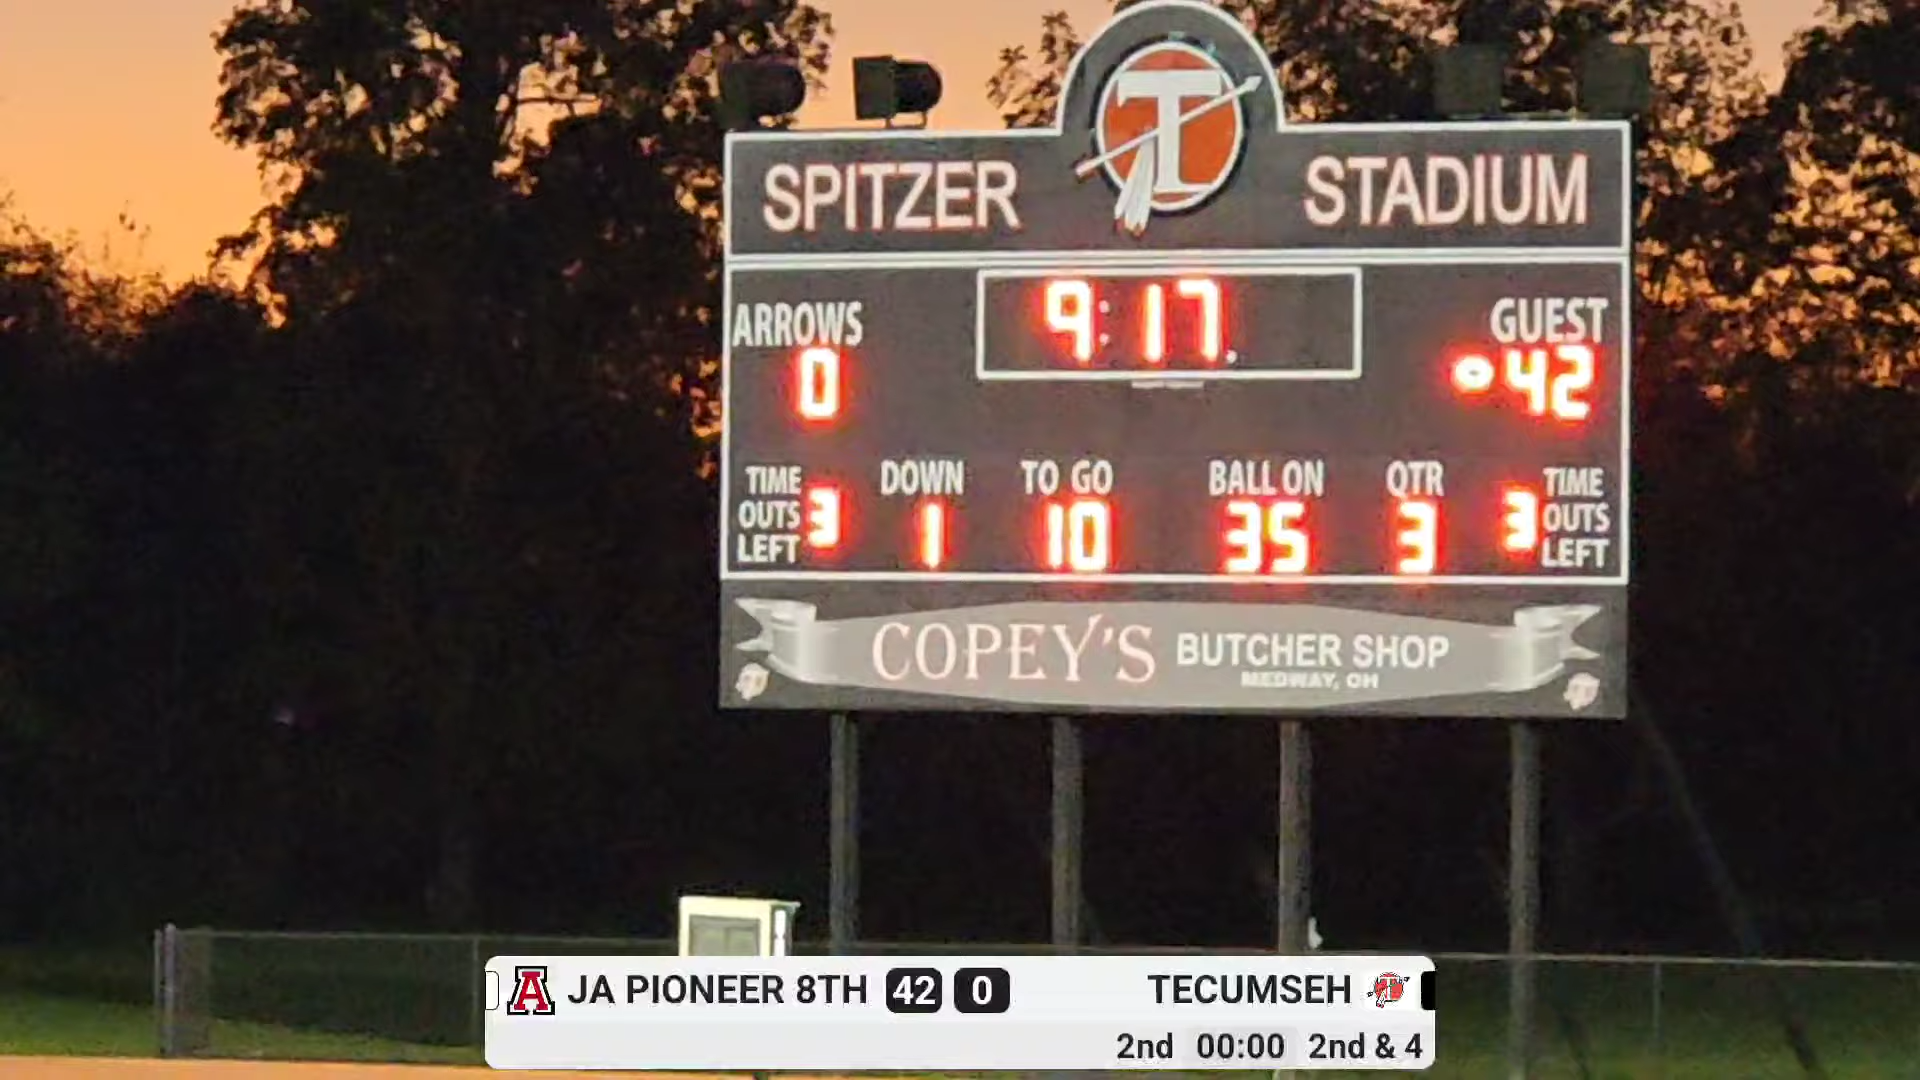 T
SPITZER STADIUM
9:17
ARROWS GUEST
0 42
TIME OUTS LEFT 3
DOWN 1
TO GO 10
BALL ON 35
QTR 3
3 TIME OUTS LEFT
COPEY'S BUTCHER SHOP
MEDWAY, OH
A JA PIONEER 8TH 42 0 TECUMSEH
2nd 00:00 2nd & 4